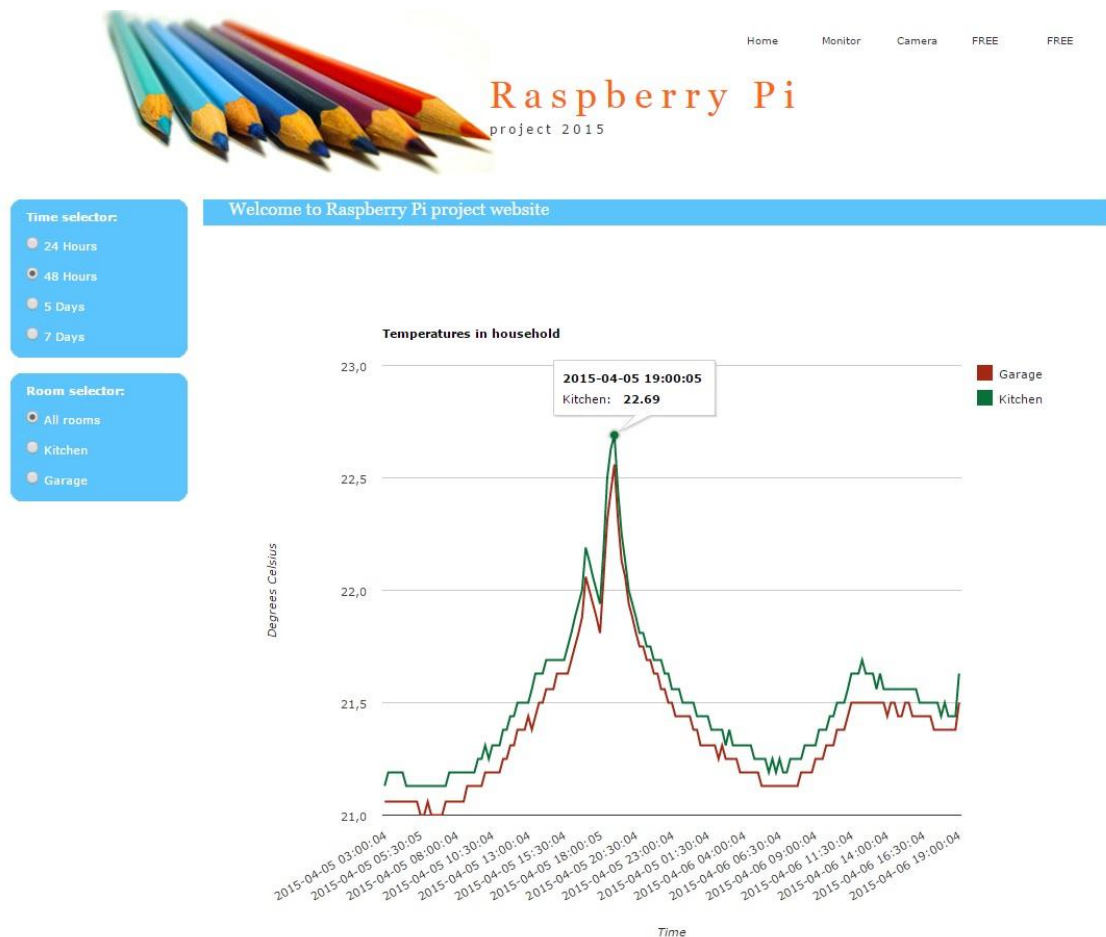 Home Monitor Camera FREE FREE
Raspberry Pi
project 2015
Welcome to Raspberry Pi project website
Time selector:
24 Hours
48 Hours
5 Days
7 Days
Room selector:
All rooms
Kitchen
Garage
Temperatures in household
23,0
22,5
22,0
21,5
21,0
Degrees Celsius
2015-04-05 19:00:05
Kitchen: 22.69
Garage
Kitchen
2015-04-05 03:00:04
2015-04-05 05:30:05
2015-04-05 08:00:04
2015-04-05 10:30:04
2015-04-05 13:00:04
2015-04-05 15:30:04
2015-04-05 18:00:05
2015-04-05 20:30:04
2015-04-05 23:00:04
2015-04-06 01:30:04
2015-04-06 04:00:04
2015-04-06 06:30:04
2015-04-06 09:00:04
2015-04-06 11:30:04
2015-04-06 14:00:04
2015-04-06 16:30:04
2015-04-06 19:00:04
Time